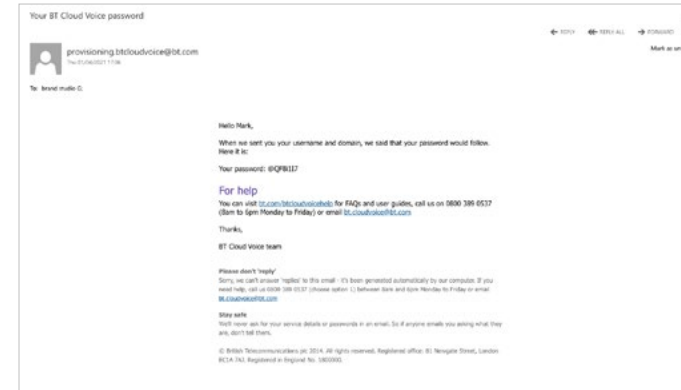 Your BT Cloud Voice password
REPLY REPLY ALL FORWARD
provisioning.btcloudvoice@bt.com
Mark as
To: brand
Hello Mark,
When we sent you your username and domain, we said that your password would follow.
Here it is:
Your password:
For help
You can visit bt.com/btcloudvoicehelp for FAQs and user guides, call us on 0800 389 0537
(8am to 6pm Monday to Friday) or email bt.cloudvoice@bt.com
Thanks,
BT Cloud Voice team
Please don't 'reply'
Sorry, we can't answer 'replies' to this email - it's been generated automatically by our computer. If you
need help, call us 0800 389 0537 (choose option 1) between 8am and 6pm Monday to Friday or email
bt.cloudvoice@bt.com
Stay safe
We'll never ask for your service details or passwords in an email. So if anyone emails you asking what they
are, don't tell them.
© British Telecommunications plc 2014. All rights reserved. Registered office: 81 Newgate Street, London
EC1A 7AJ. Registered in England No. 1800000.